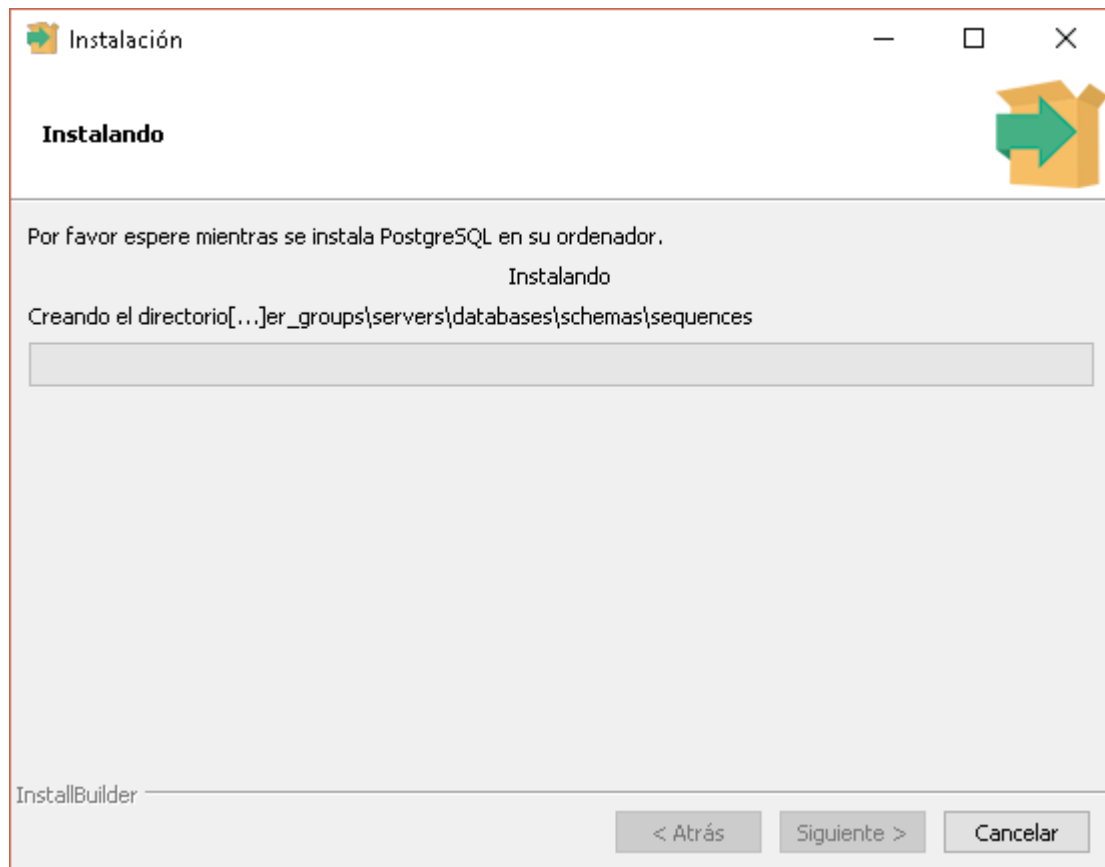 Instalación
Instalando
Por favor espere mientras se instala PostgreSQL en su ordenador.
Instalando
Creando el directorio[...]er_groups\servers\databases\schemas\sequences
InstallBuilder
< Atrás
Siguiente >
Cancelar